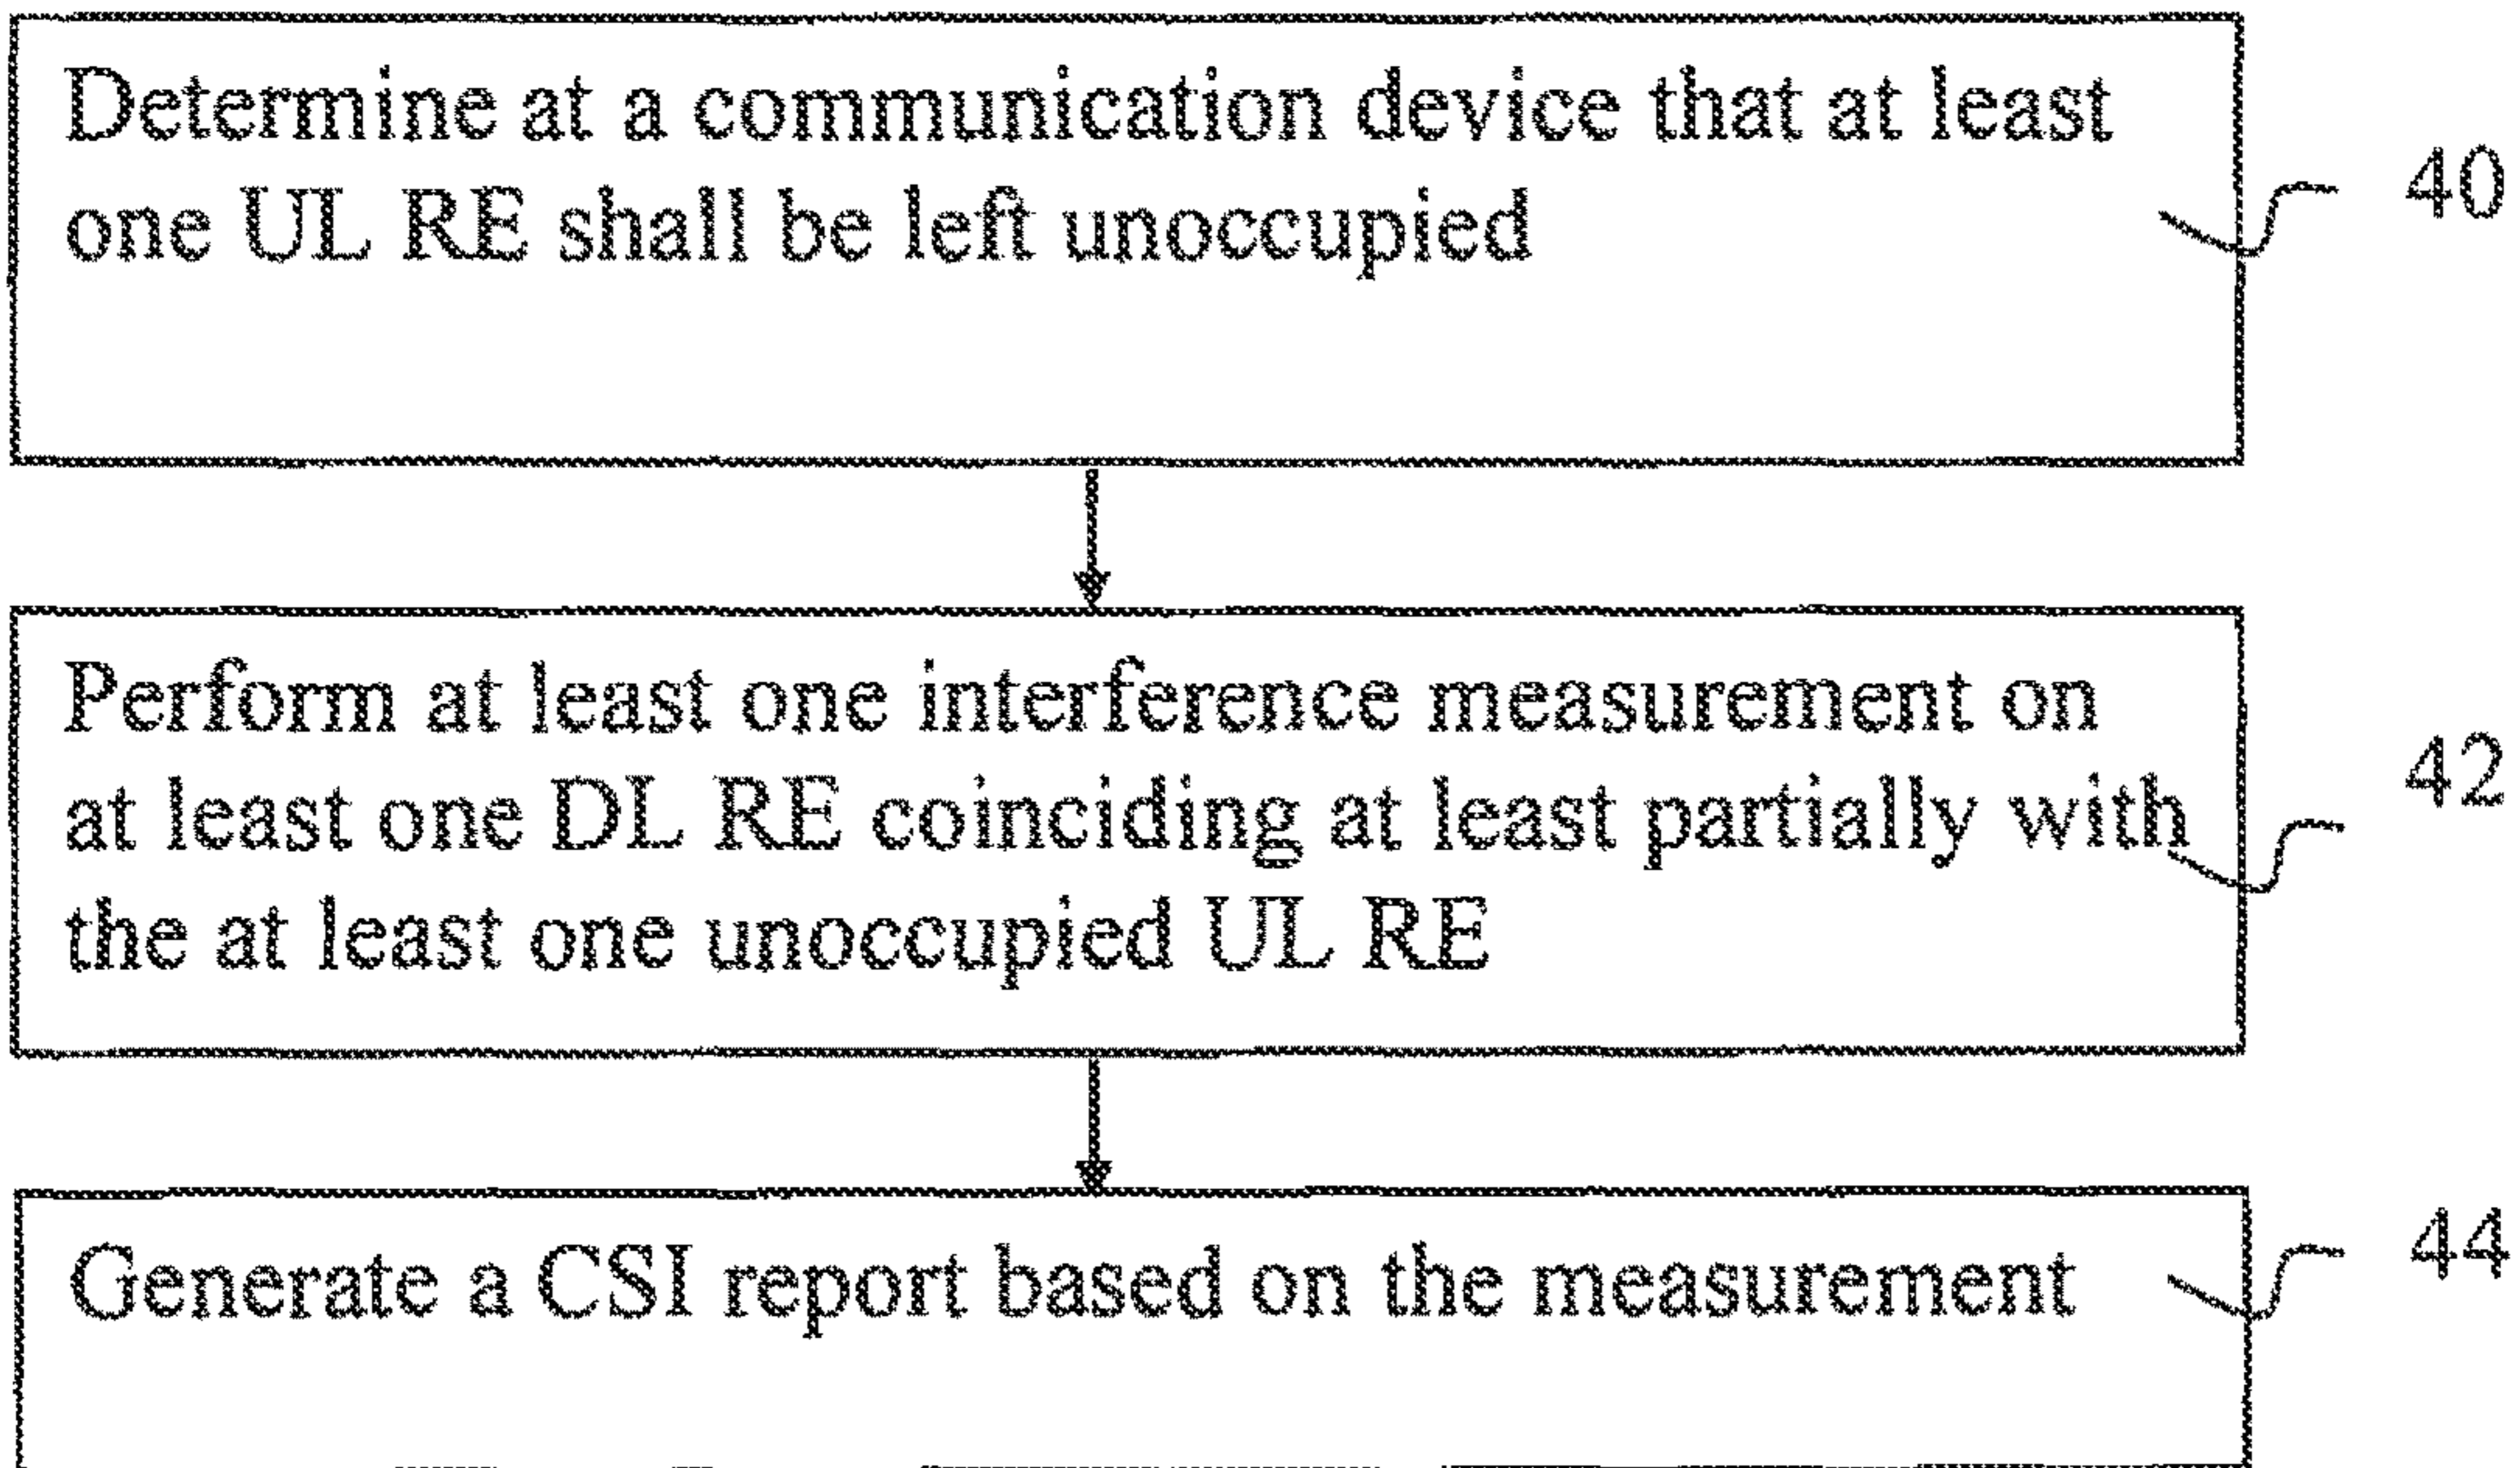 Determine at a communication device that at least
one UL RE shall be left unoccupied
40
Perform at least one interference measurement on
at least one DL RE coinciding at least partially with
the at least one unoccupied UL RE
42
Generate a CSI report based on the measurement
44